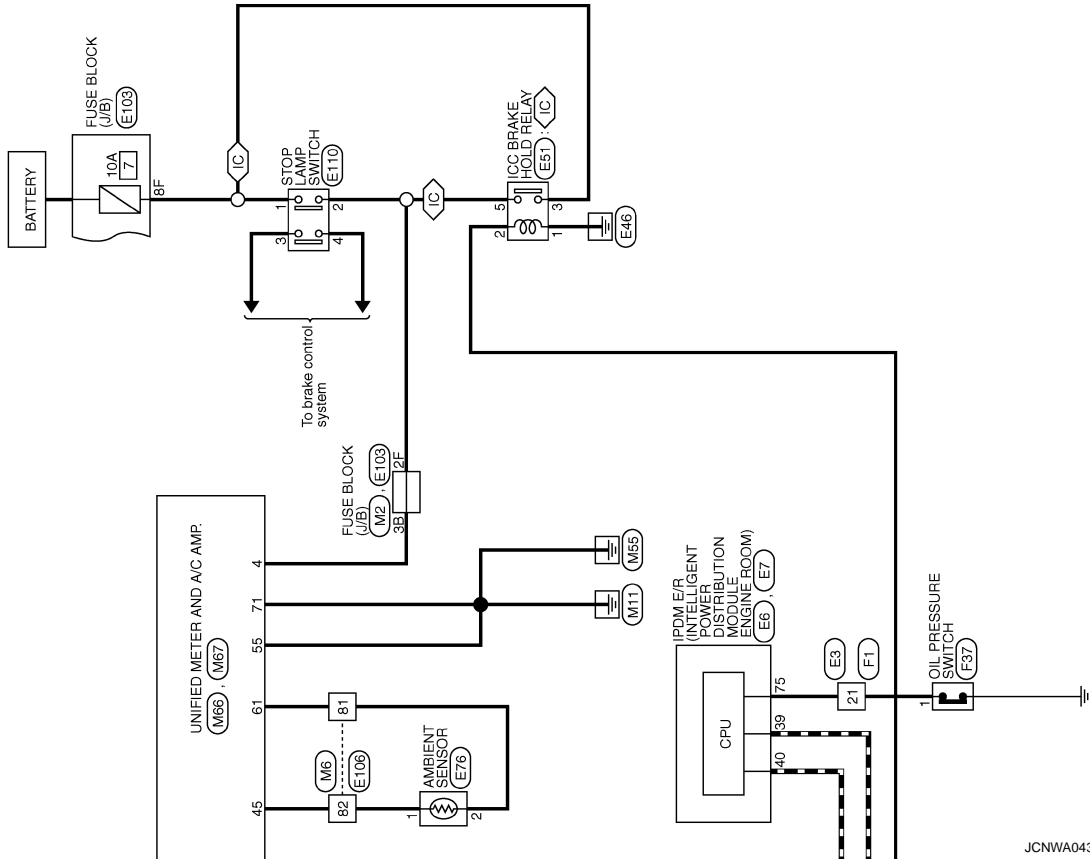 BATTERY
FUSE BLOCK
(J/B)
E103
10A
7
8F
IC
1
2
3
4
STOP
LAMP
SWITCH
E110
To brake control
system
IC
ICC BRAKE
HOLD RELAY
E51 : IC
5
3
2
1
E46
FUSE BLOCK
(J/B)
M2 , E103
3B
2F
UNIFIED METER AND A/C AMP.
M66 , M67
4
71
55
61
45
M55
M11
81
82
M6
E106
AMBIENT
SENSOR
E76
1
2
IPDM E/R
(INTELLIGENT
POWER
DISTRIBUTION
MODULE
ENGINE ROOM)
E6 , E7
CPU
75
39
40
E3
F1
21
OIL PRESSURE
SWITCH
F37
1